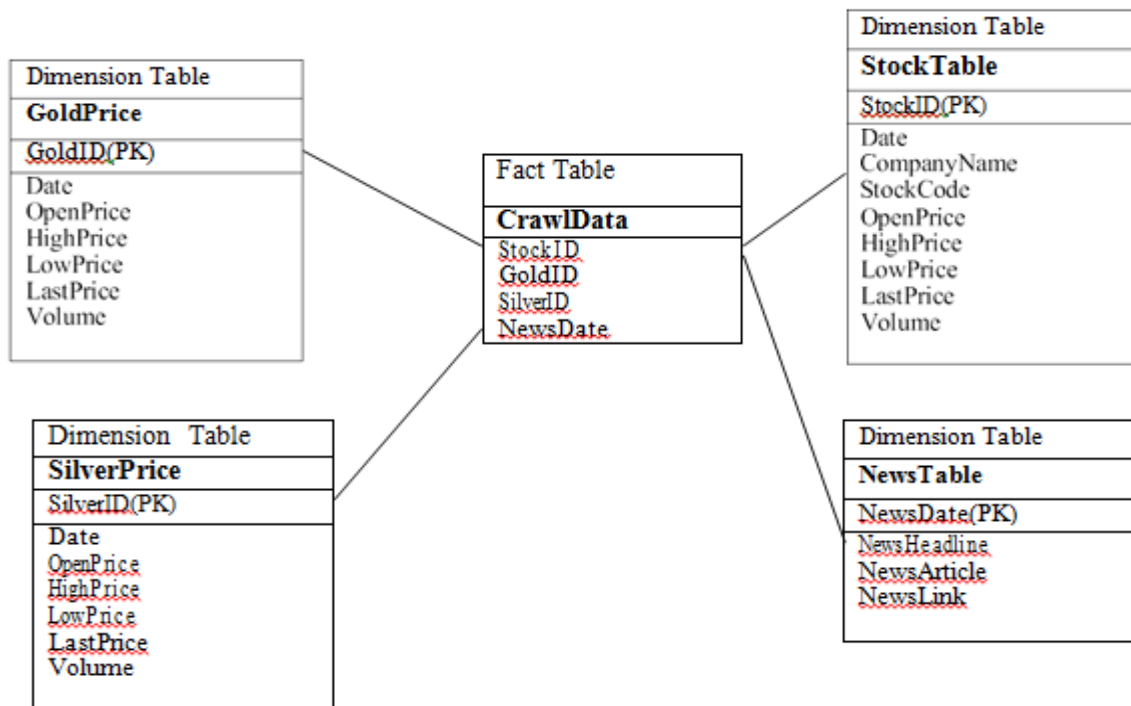 Dimension Table
GoldPrice
GoldID(PK)
Date
OpenPrice
HighPrice
LowPrice
LastPrice
Volume
Fact Table
CrawlData
StockID
GoldID
SilverID
NewsDate
Dimension Table
StockTable
StockID(PK)
Date
CompanyName
StockCode
OpenPrice
HighPrice
LowPrice
LastPrice
Volume
Dimension Table
SilverPrice
SilverID(PK)
Date
OpenPrice
HighPrice
LowPrice
LastPrice
Volume
Dimension Table
NewsTable
NewsDate(PK)
NewsHeadline
NewsArticle
NewsLink